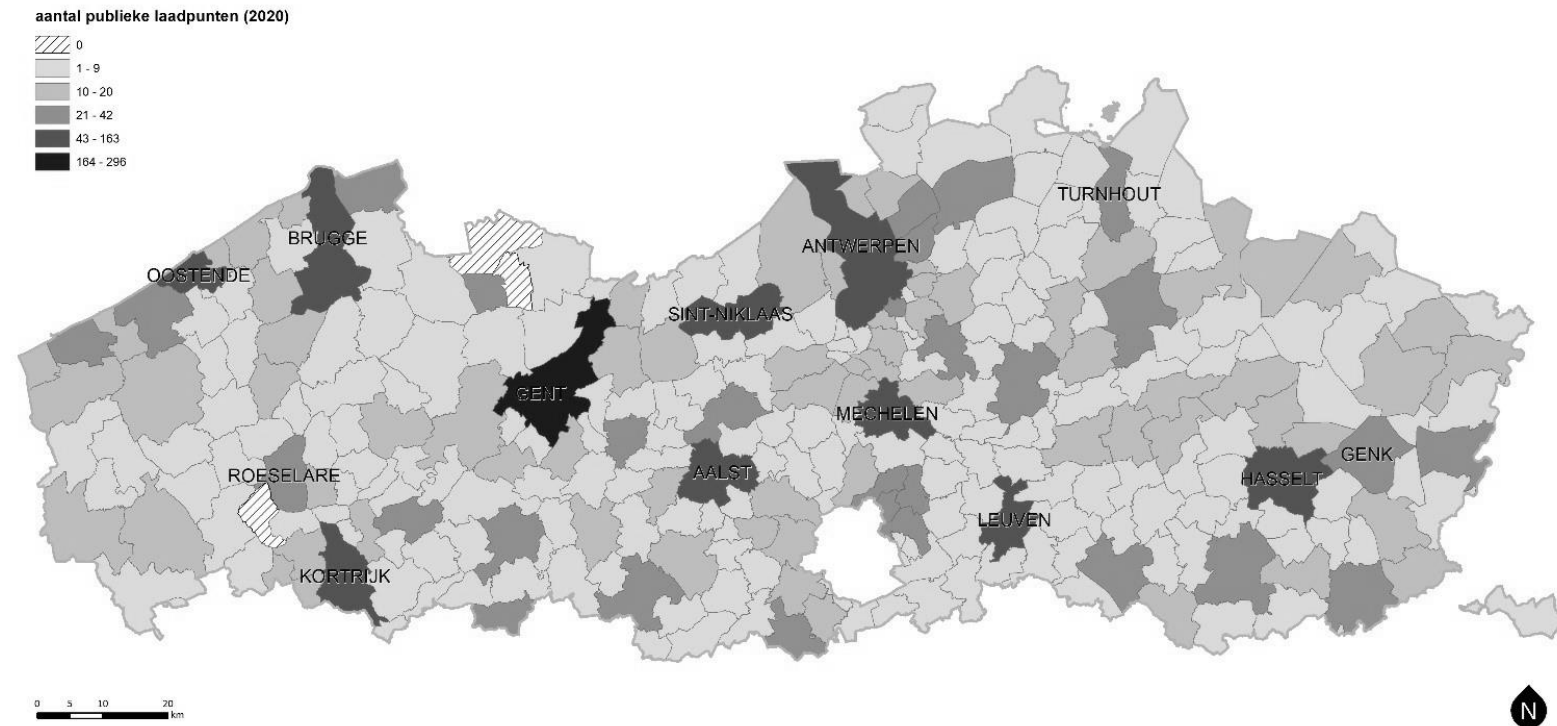 aantal publieke laadpunten (2020)
0
1 - 9
10 - 20
21 - 42
43 - 163
164 - 296
TURNHOUT
BRUGGE
ANTWERPEN
OOSTENDE
SINT-NIKLAAS
GENT
MECHELEN
ROESELARE
AALST
GENK
HASSELT
LEUVEN
KORTRIJK
0 5 10 20
km
N